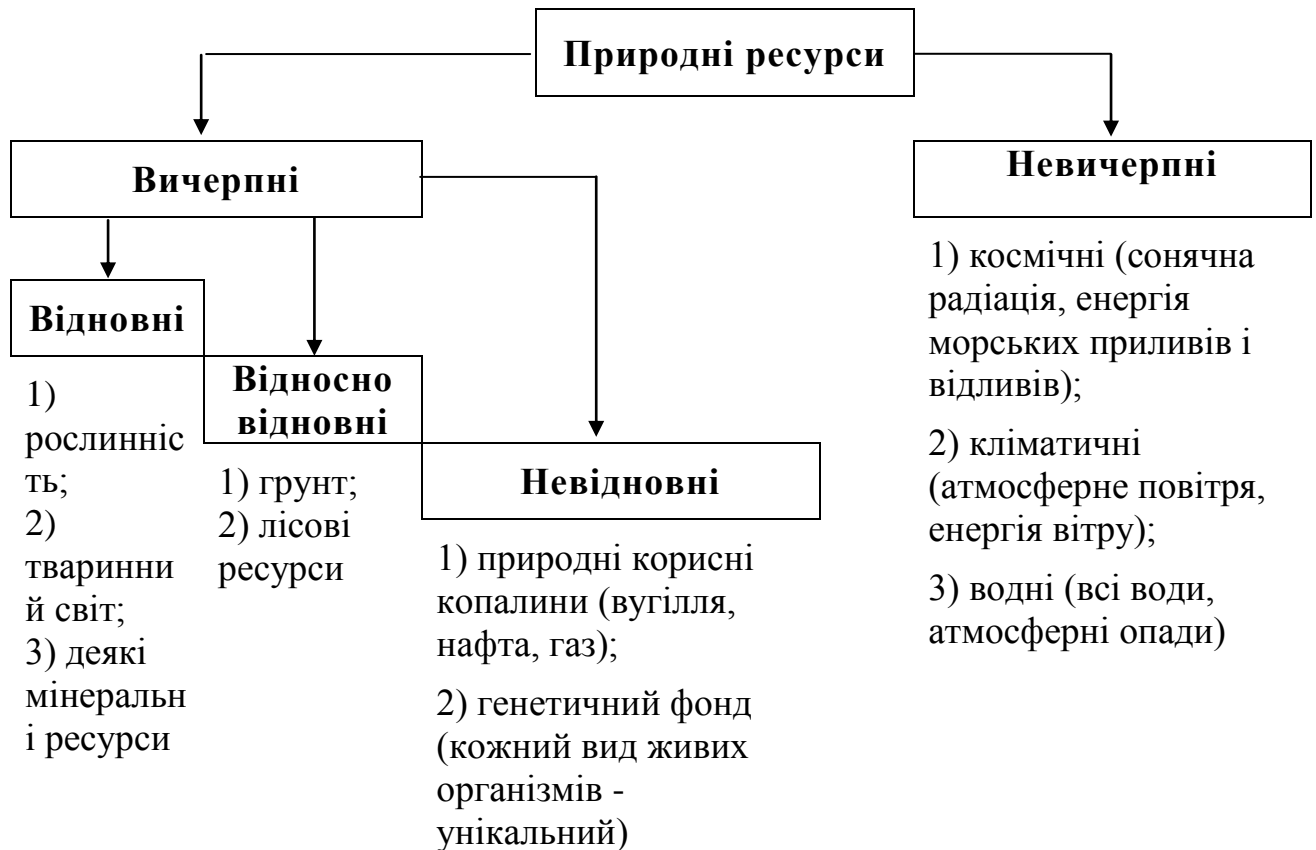 Природні ресурси
Вичерпні
Невичерпні
Відновні
1)
рослинніс
ть;
2)
тваринни
й світ;
3) деякі
мінеральн
і ресурси
Відносно
відновні
1) грунт;
2) лісові
ресурси
Невідновні
1) природні корисні
копалини (вугілля,
нафта, газ);
2) генетичний фонд
(кожний вид живих
організмів -
унікальний)
1) космічні (сонячна
радіація, енергія
морських приливів і
відливів);
2) кліматичні
(атмосферне повітря,
енергія вітру);
3) водні (всі води,
атмосферні опади)